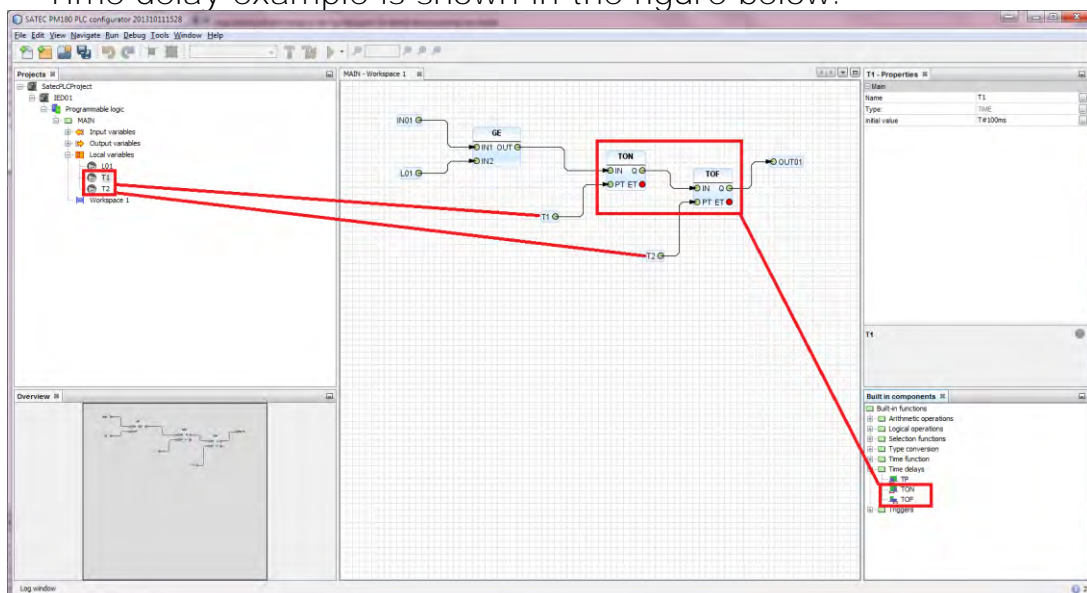 Time delay example is shown in the figure below:
SATEC PM180 PLC configurator 201310111528
File Edit View Navigate Run Debug Tools Window Help
Projects
SatecPLCProject
IED01
Programmable logic
MAIN
Input variables
Output variables
Local variables
L01
T1
T2
Workspace 1
MAIN - Workspace 1
IN01
L01
GE
IN1 OUT
IN2
TON
IN Q
PT ET
TOF
IN Q
PT ET
OUT01
T1
T2
T1 - Properties
Main
Name T1
Type: TIME
Initial value T#100ms
T1
Overview
Built in components
Built-in functions
Arithmetic operations
Logical operations
Selection functions
Type conversion
Time function
Time delays
TP
TON
TOF
Triggers
Log window